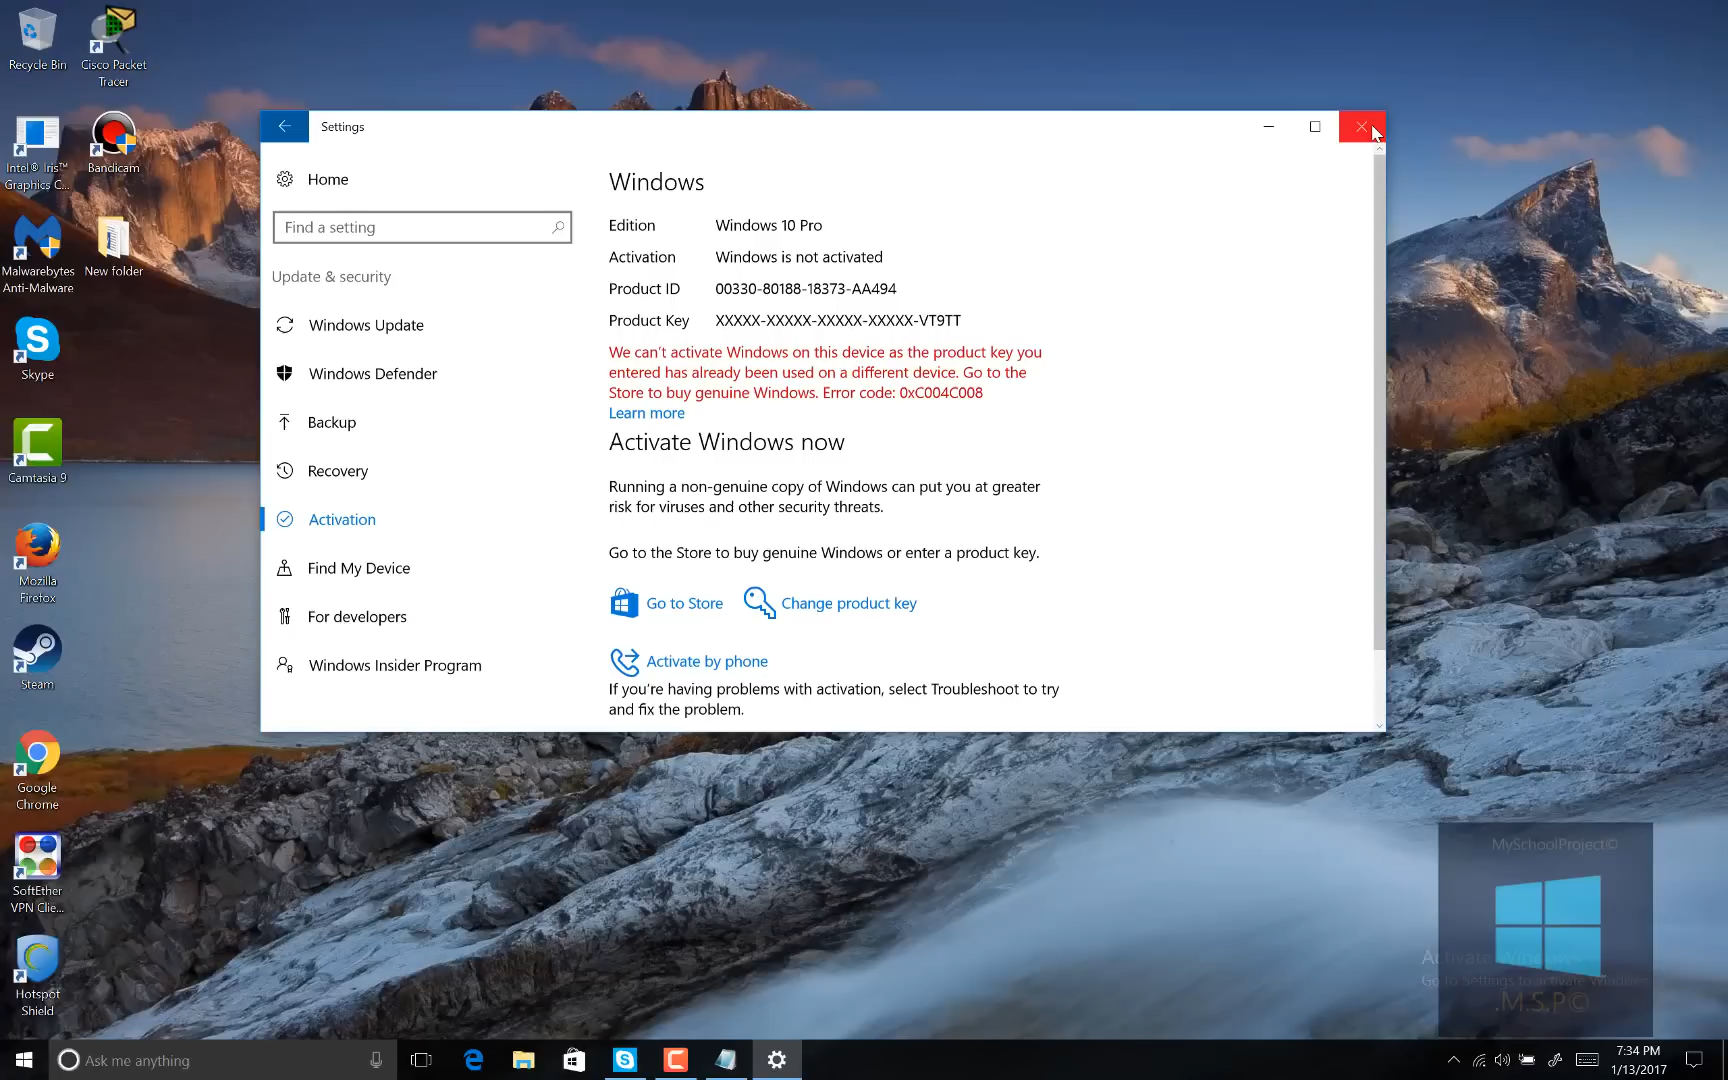 Recycle Bin
Cisco Packet
Tracer
Intel® Iris™
Graphics C...
Bandicam
Malwarebytes
Anti-Malware
New folder
Skype
Camtasia 9
Mozilla
Firefox
Steam
Google
Chrome
SoftEther
VPN Clie...
Hotspot
Shield
Settings
Home
Find a setting
Update & security
Windows Update
Windows Defender
Backup
Recovery
Activation
Find My Device
For developers
Windows Insider Program
Windows
Edition Windows 10 Pro
Activation Windows is not activated
Product ID 00330-80188-18373-AA494
Product Key XXXXX-XXXXX-XXXXX-XXXXX-VT9TT
We can't activate Windows on this device as the product key you
entered has already been used on a different device. Go to the
Store to buy genuine Windows. Error code: 0xC004C008
Learn more
Activate Windows now
Running a non-genuine copy of Windows can put you at greater
risk for viruses and other security threats.
Go to the Store to buy genuine Windows or enter a product key.
Go to Store
Change product key
Activate by phone
If you're having problems with activation, select Troubleshoot to try
and fix the problem.
MySchoolProject©
Activate Windows
Go to Settings to activate Windows.
.M.S.P©
Ask me anything
7:34 PM
1/13/2017